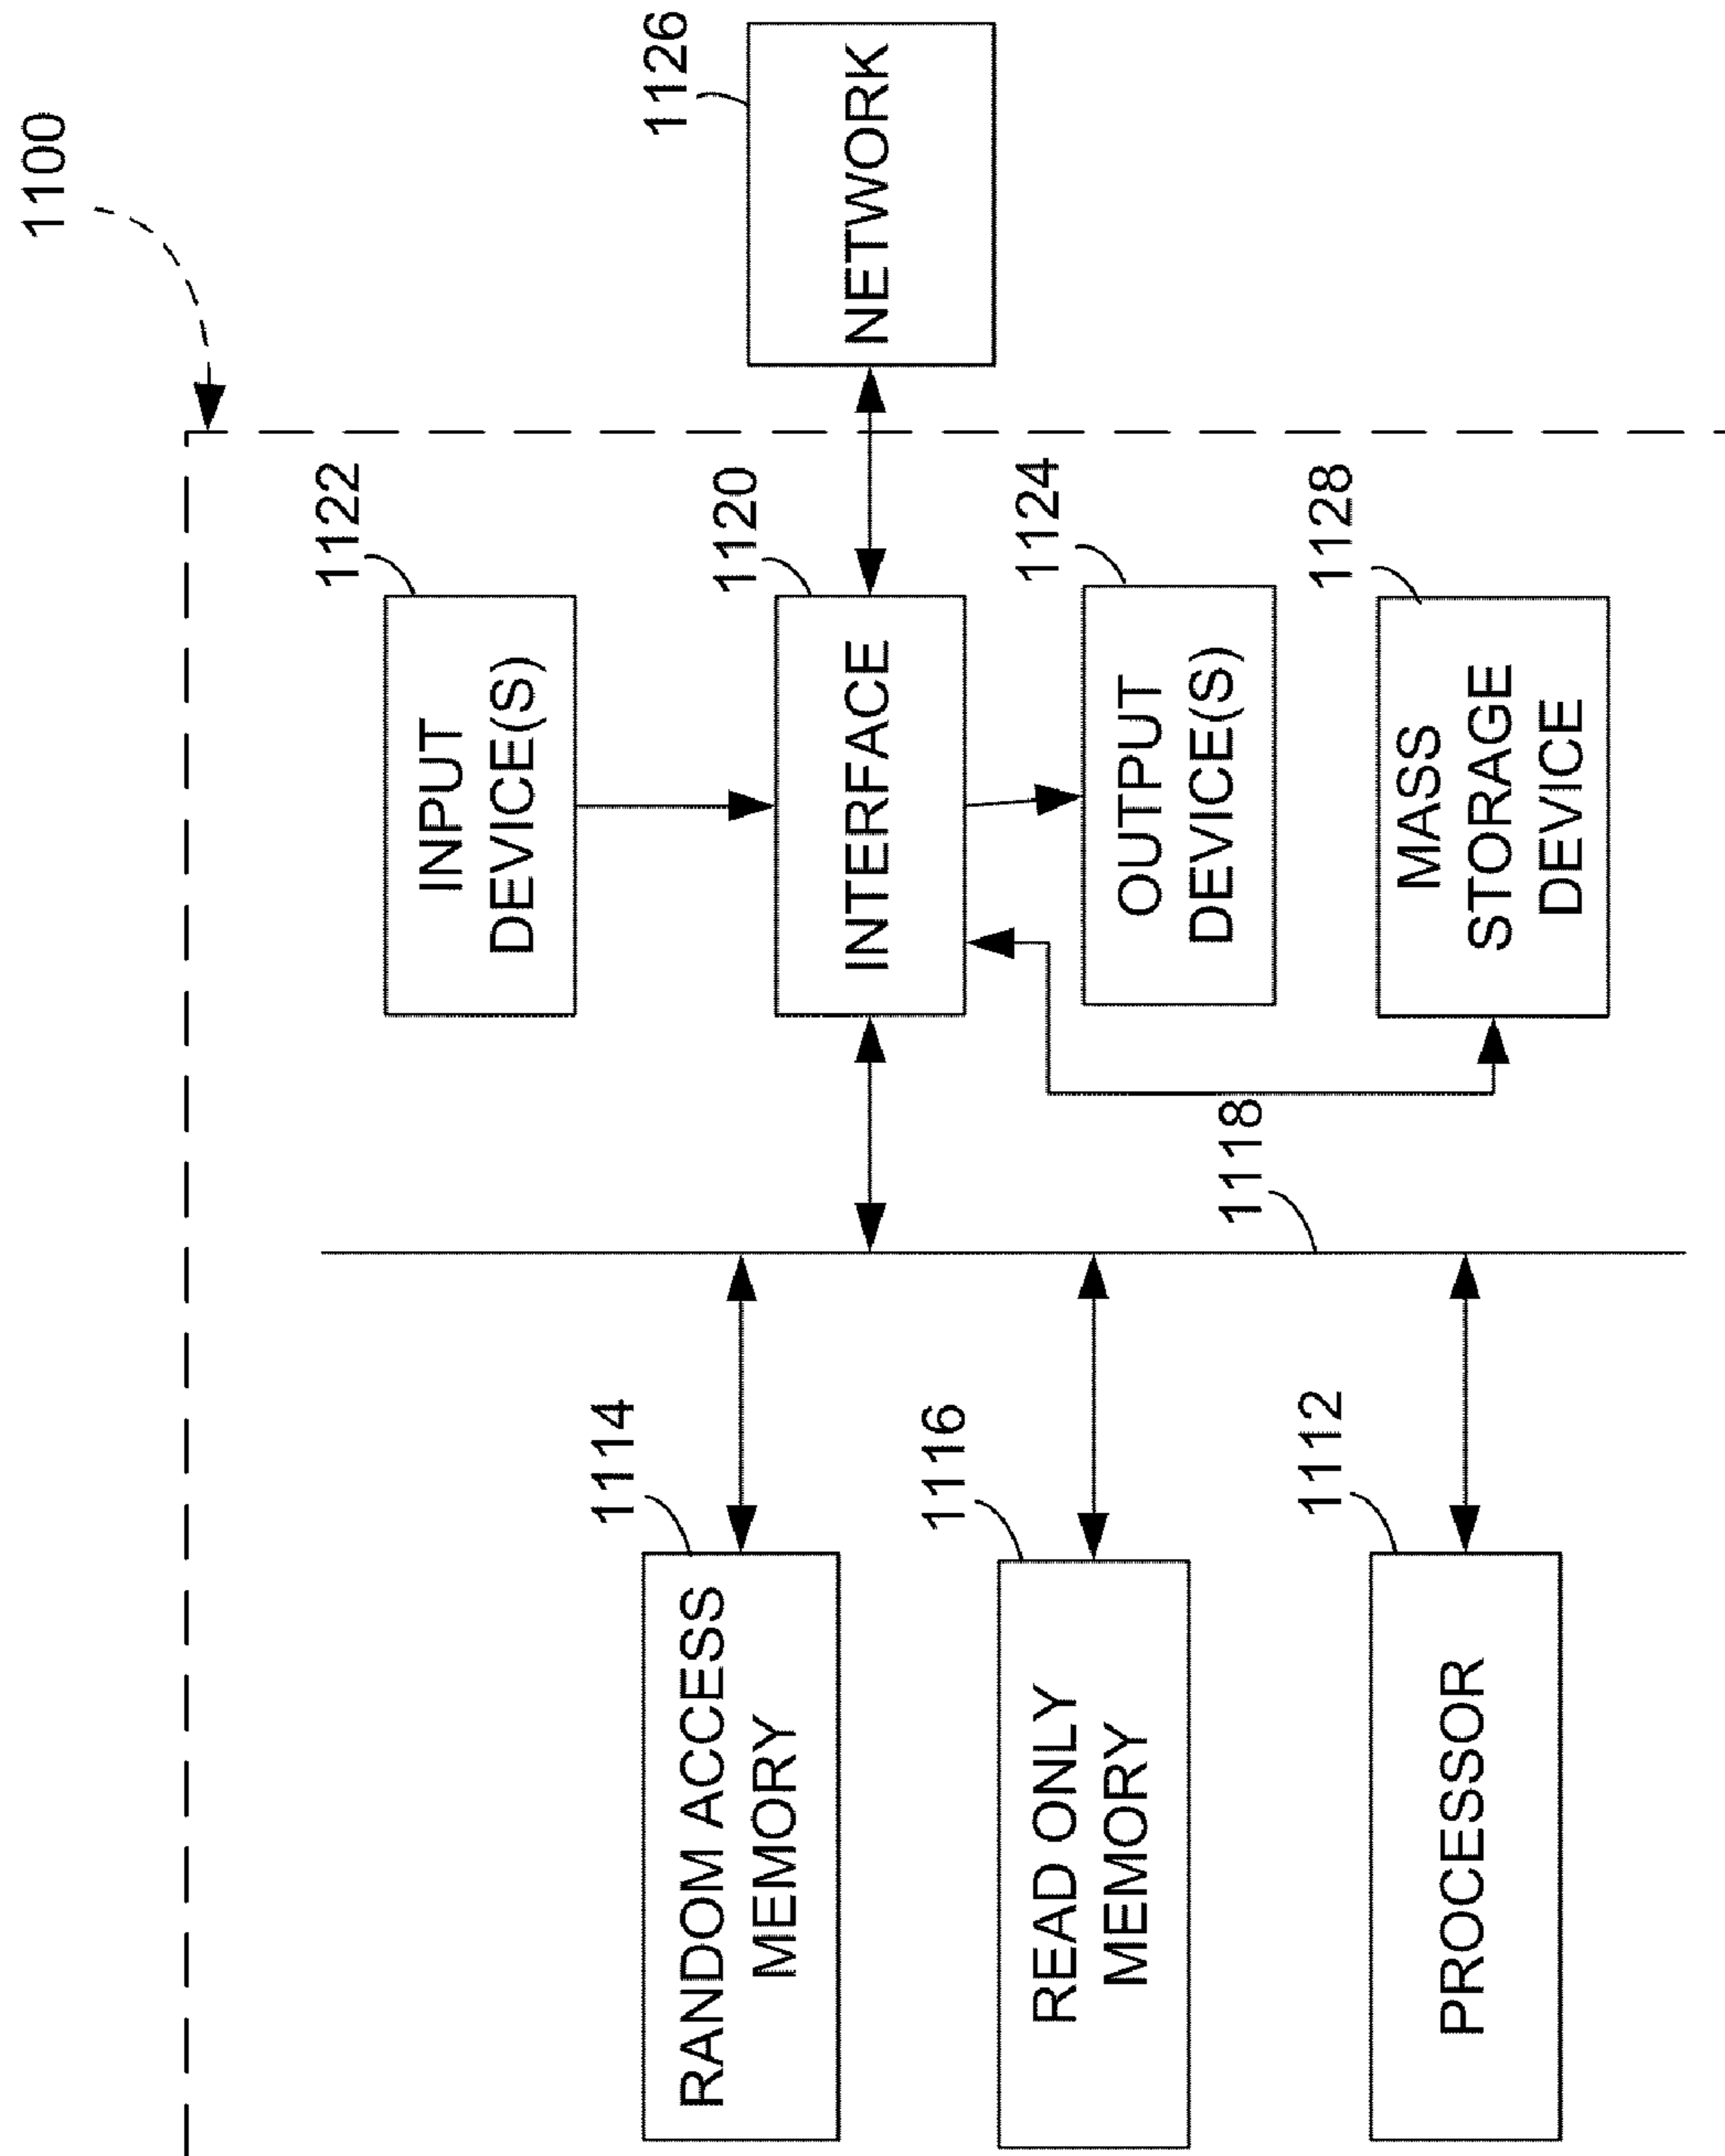 1100
1122
INPUT
DEVICE(S)
1114
RANDOM ACCESS
MEMORY
1120
INTERFACE
1126
NETWORK
1116
READ ONLY
MEMORY
1124
OUTPUT
DEVICE(S)
1118
1112
PROCESSOR
1128
MASS
STORAGE
DEVICE